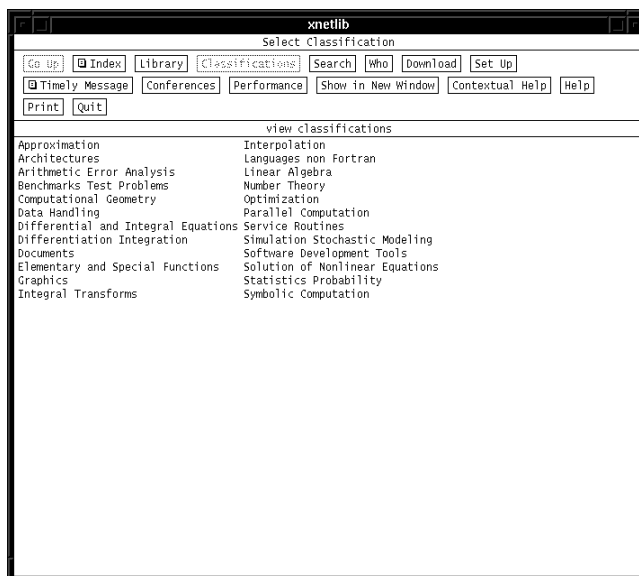 xnetlib
Select Classification
Go Up Index Library Classifications Search Who Download Set Up
Timely Message Conferences Performance Show in New Window Contextual Help Help
Print Quit
view classifications
Approximation Interpolation
Architectures Languages non Fortran
Arithmetic Error Analysis Linear Algebra
Benchmarks Test Problems Number Theory
Computational Geometry Optimization
Data Handling Parallel Computation
Differential and Integral Equations Service Routines
Differentiation Integration Simulation Stochastic Modeling
Documents Software Development Tools
Elementary and Special Functions Solution of Nonlinear Equations
Graphics Statistics Probability
Integral Transforms Symbolic Computation